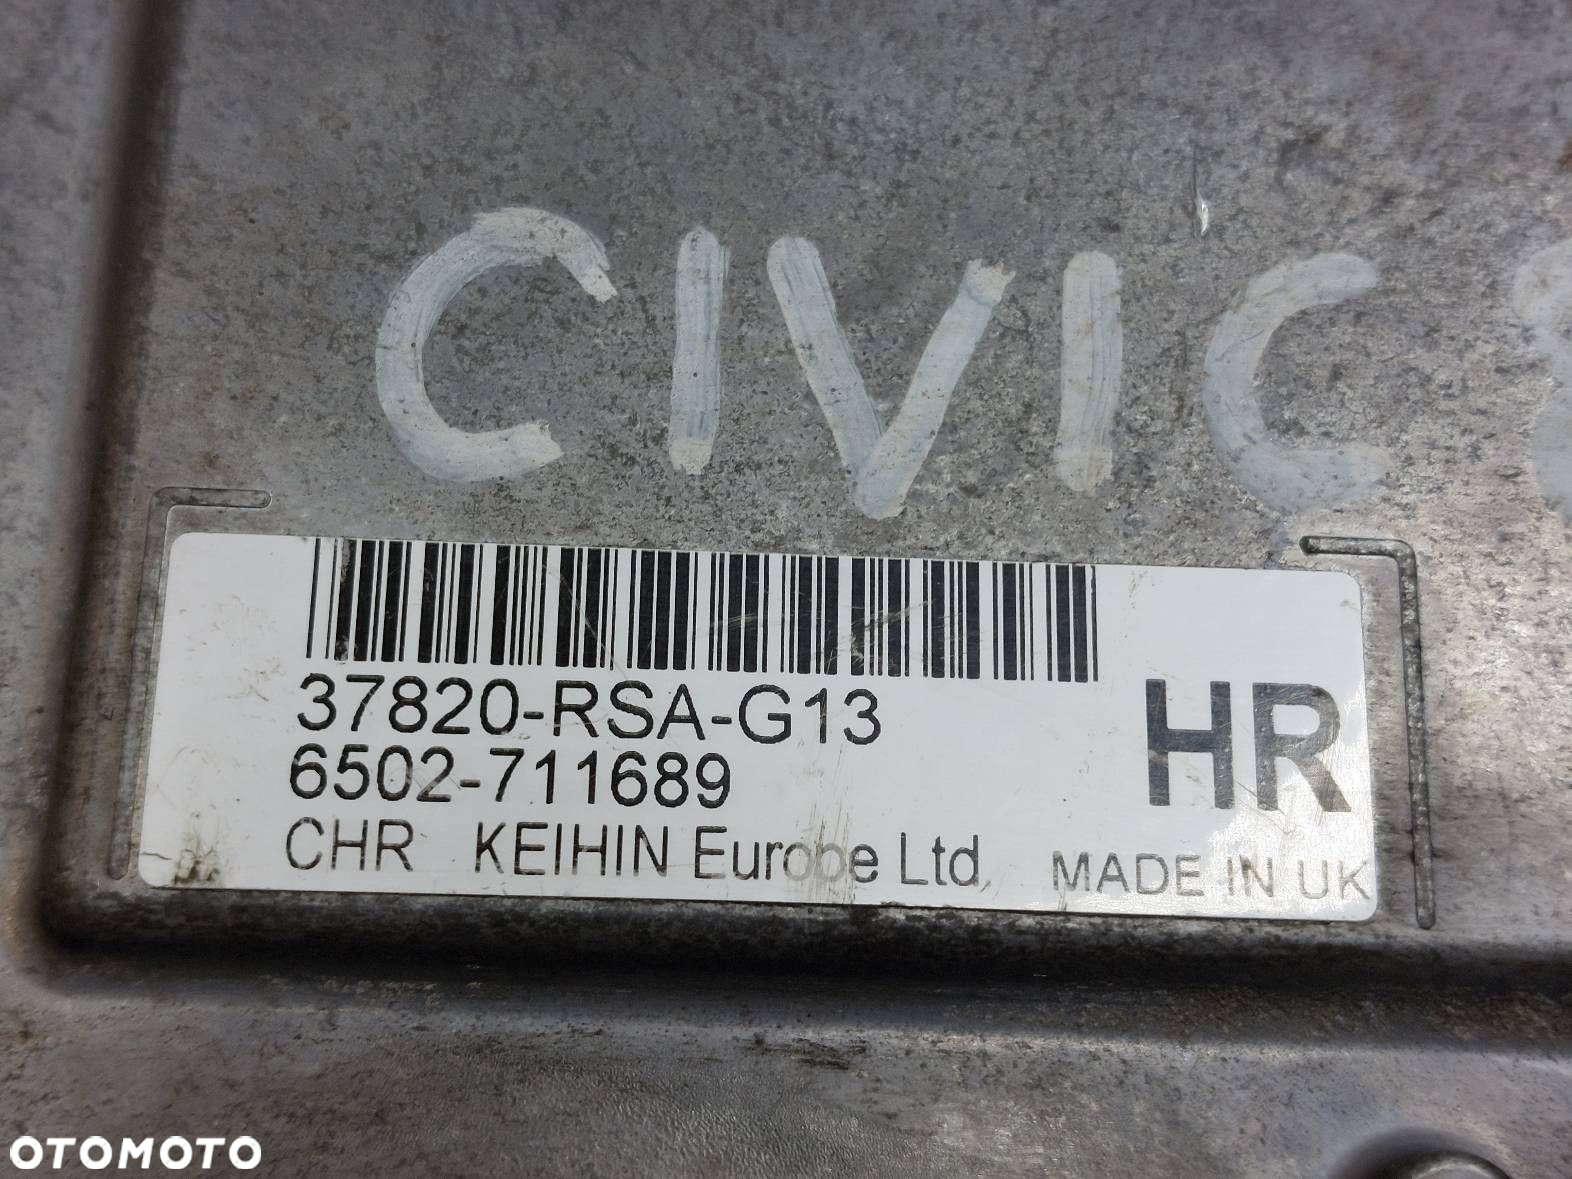 CIVIC
37820-RSA-G13
6502-711689
HR
CHR KEIHIN Europe Ltd.
MADE IN UK
OTOMOTO